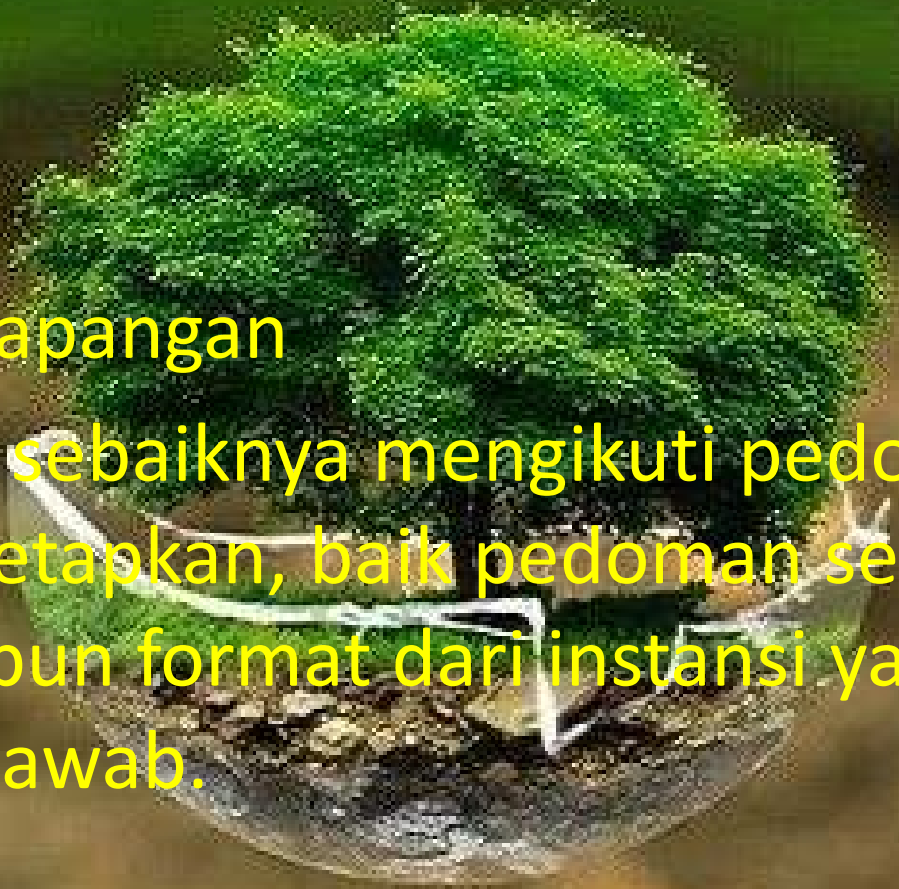 apangan
sebaiknya mengikuti pedo
etapkan, baik pedoman se
pun format dari instansi ya
awab.